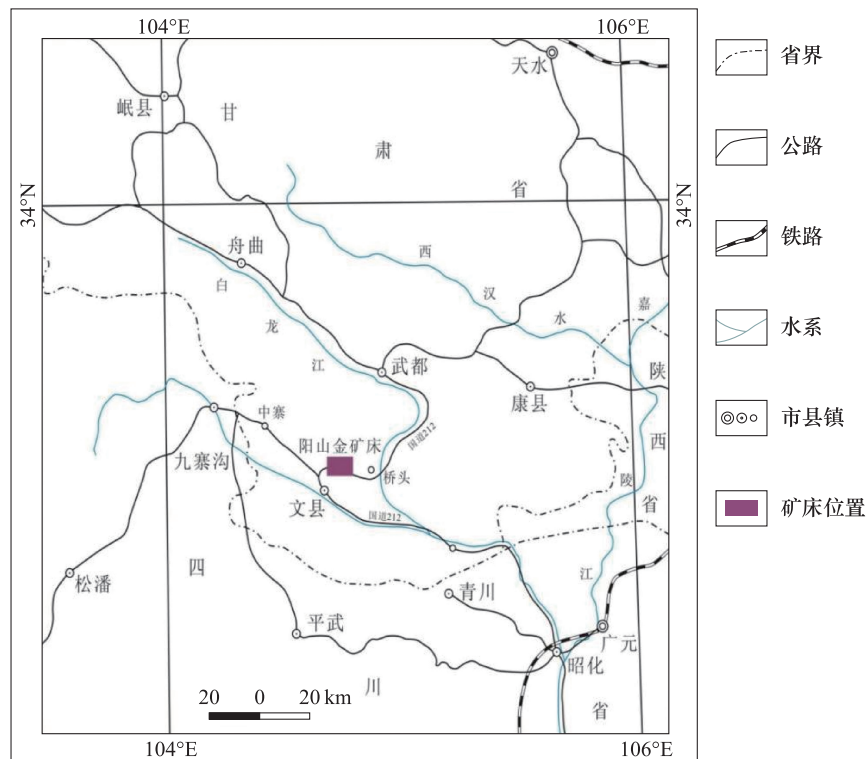 104°E
106°E
天水
岷县
甘
肃
省
34°N
34°N
舟曲
白
龙
江
西
汉
水
嘉
陵
江
武都
康县
陕
西
省
中寨
阳山金矿床
国道212
桥头
九寨沟
文县
国道212
松潘
四
川
省
青川
平武
广元
昭化
20 0 20 km
104°E
106°E
省界
公路
铁路
水系
市县镇
矿床位置